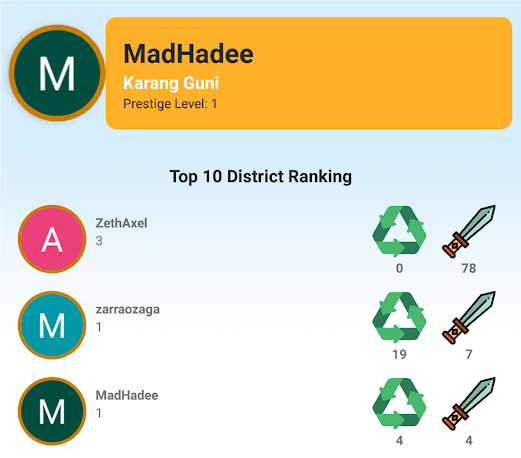 M
MadHadee
Karang Guni
Prestige Level: 1
Top 10 District Ranking
A
ZethAxel
3
0
78
M
zarraozaga
1
19
7
M
MadHadee
1
4
4